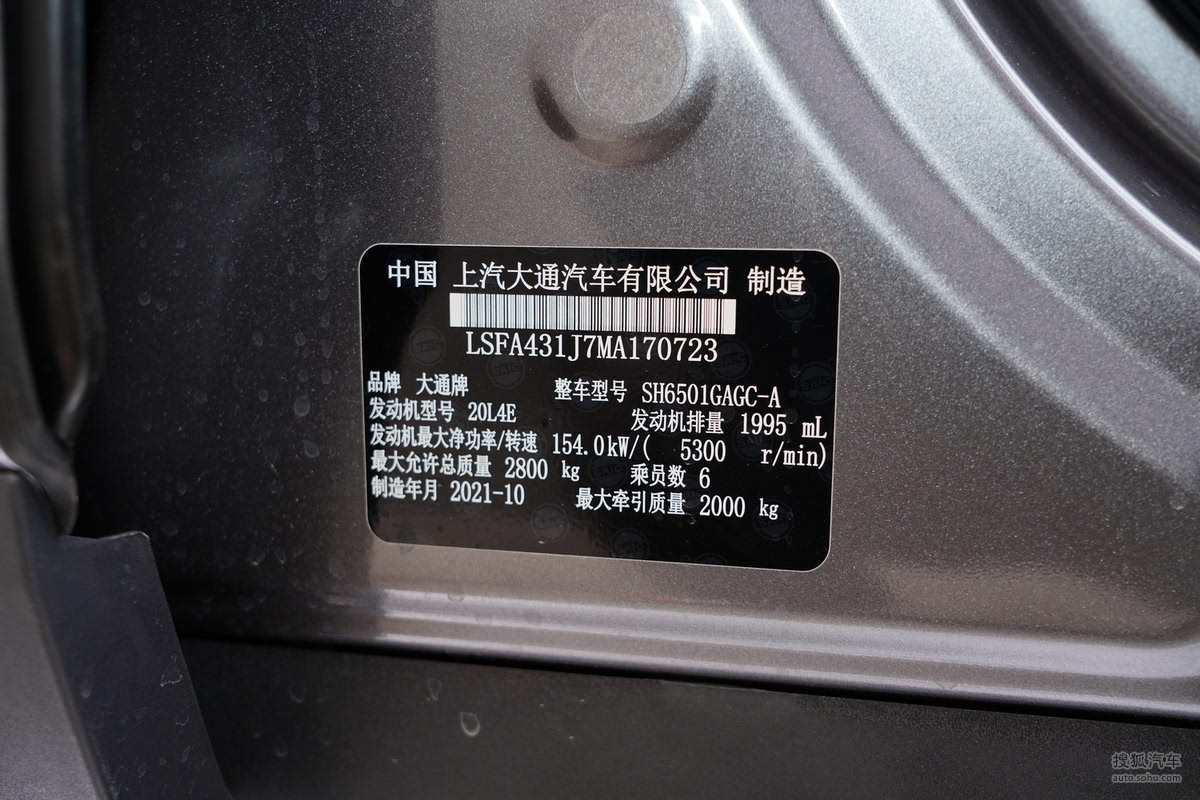 中国 上汽大通汽车有限公司 制造
LSFA431J7MA170723
品牌 大通牌 整车型号 SH6501GAGC-A
发动机型号 20L4E 发动机排量 1995 mL
发动机最大净功率/转速 154.0kW/( 5300 r/min)
最大允许总质量 2800 kg 乘员数 6
制造年月 2021-10 最大牵引质量 2000 kg
搜狐汽车
auto.sohu.com